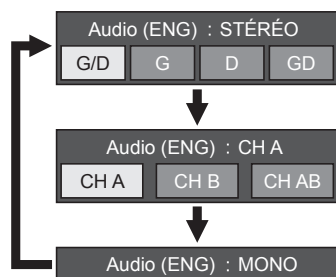 Audio (ENG) : STÉRÉO
G/D G D GD
Audio (ENG) : CH A
CH A CH B CH AB
Audio (ENG) : MONO